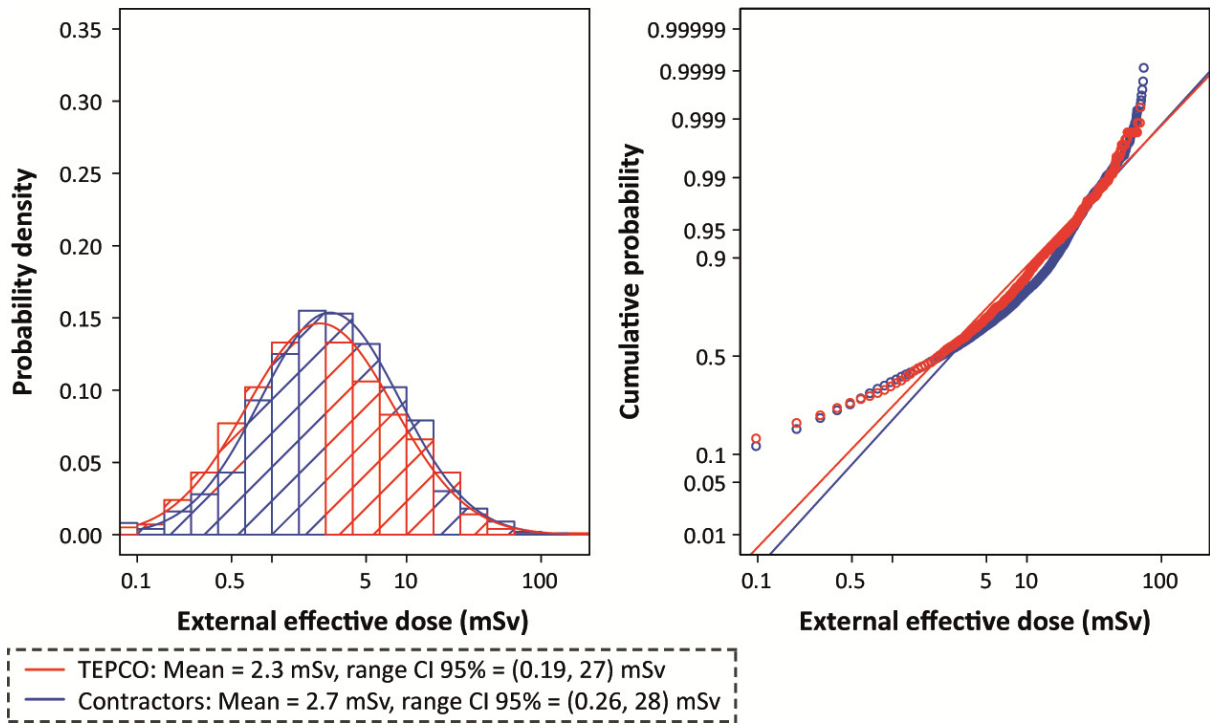 0.35
0.30
0.25
0.20
0.15
0.10
0.05
0.00
Probability density
0.1 0.5 5 10 100
External effective dose (mSv)
0.99999
0.9999
0.999
0.99
0.95
0.9
0.5
0.1
0.05
0.01
Cumulative probability
0.1 0.5 5 10 100
External effective dose (mSv)
TEPCO: Mean = 2.3 mSv, range CI 95% = (0.19, 27) mSv
Contractors: Mean = 2.7 mSv, range CI 95% = (0.26, 28) mSv